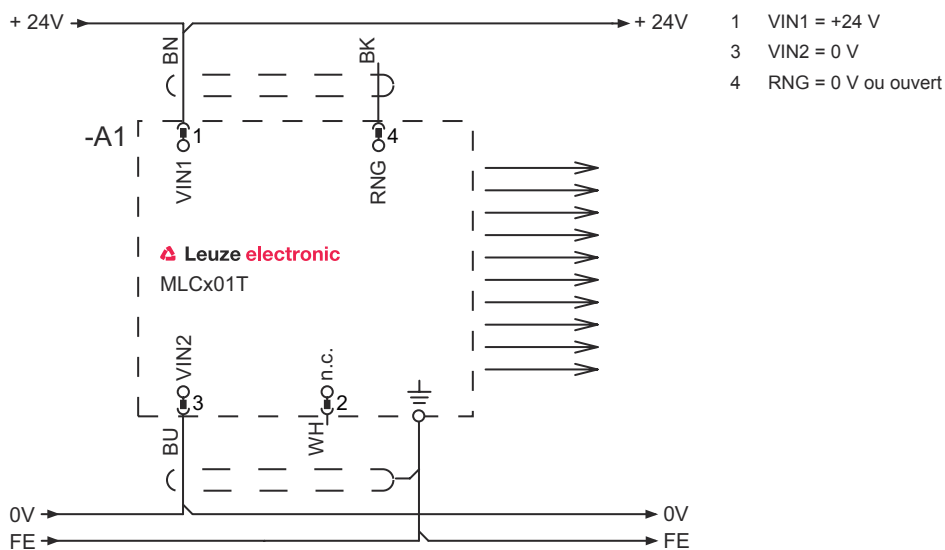 + 24V
+ 24V
1 VIN1 = +24 V
3 VIN2 = 0 V
4 RNG = 0 V ou ouvert
BN
BK
-A1
1
4
VIN1
RNG
Leuze electronic
MLCx01T
VIN2
n.c.
3
2
BU
WH
0V
0V
FE
FE